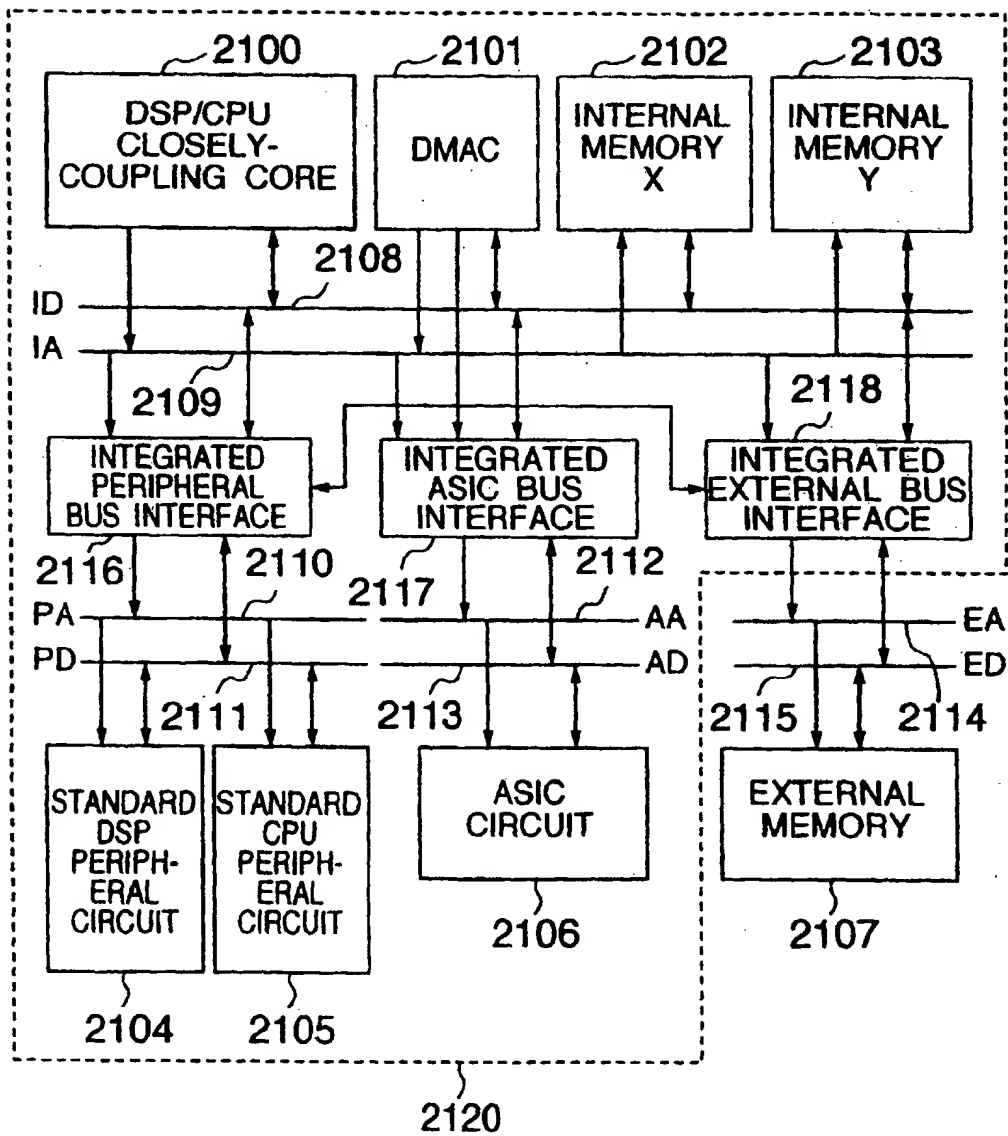 2100
2101
2102
2103
DSP/CPU
CLOSELY-
COUPLING CORE
DMAC
INTERNAL
MEMORY
X
INTERNAL
MEMORY
Y
2108
ID
IA
2109
2118
INTEGRATED
PERIPHERAL
BUS INTERFACE
INTEGRATED
ASIC BUS
INTERFACE
INTEGRATED
EXTERNAL BUS
INTERFACE
2116
2110
2117
2112
PA
AA
EA
PD
AD
ED
2111
2113
2115
2114
STANDARD
DSP
PERIPH-
ERAL
CIRCUIT
STANDARD
CPU
PERIPH-
ERAL
CIRCUIT
ASIC
CIRCUIT
EXTERNAL
MEMORY
2106
2107
2104
2105
2120